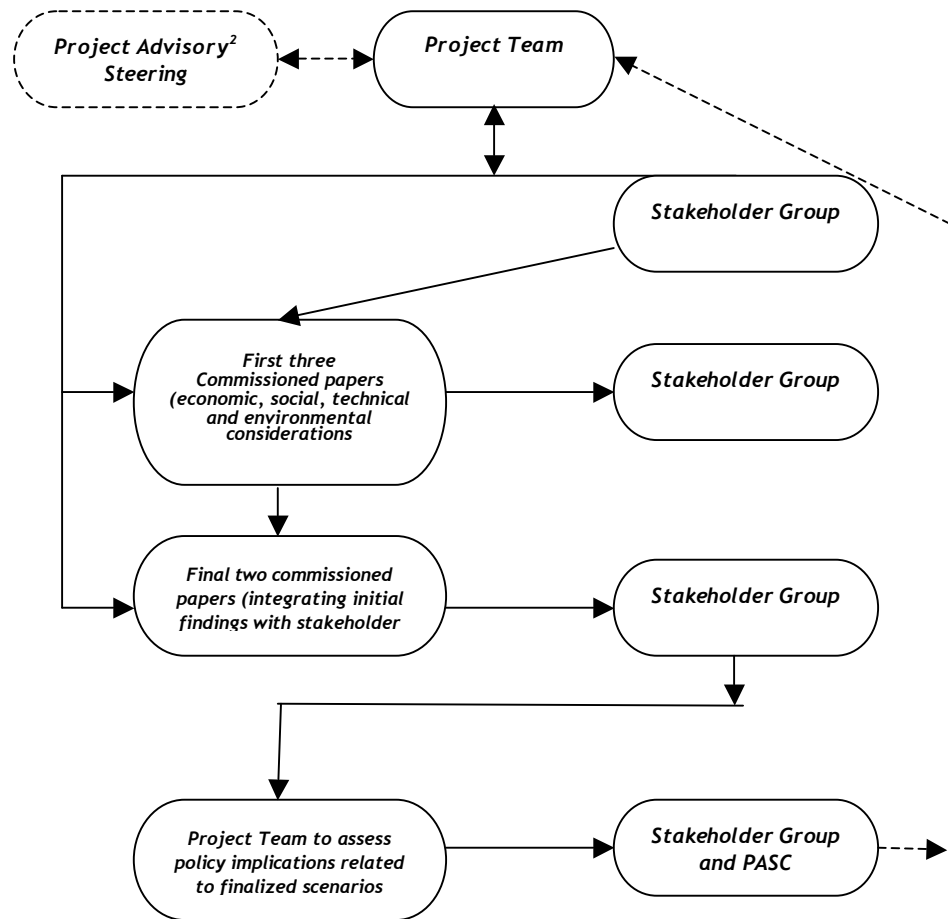 Project Advisory²
Steering
Project Team
Stakeholder Group
First three
Commissioned papers
(economic, social, technical
and environmental
considerations
Stakeholder Group
Final two commissioned
papers (integrating initial
findings with stakeholder
Stakeholder Group
Project Team to assess
policy implications related
to finalized scenarios
Stakeholder Group
and PASC